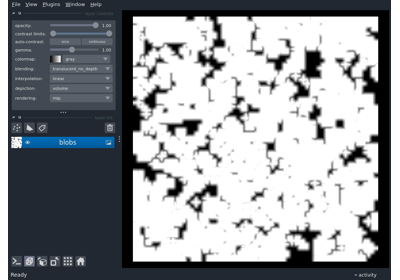 File View Plugins Window Help
opacity: 1.00
contrast limits:
auto-contrast: once continuous
gamma: 1.00
colormap: gray
blending: translucent_no_depth
interpolation: linear
depiction: volume
rendering: mip
blobs
Ready
activity